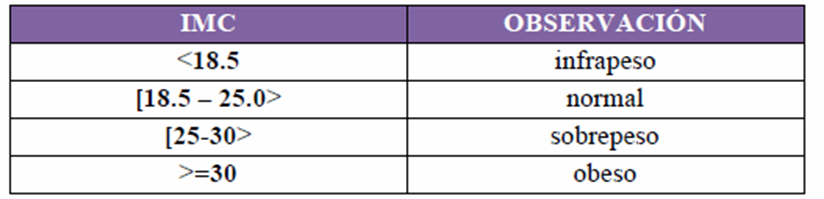 IMC OBSERVACIÓN
<18.5 infrapeso
[18.5 – 25.0> normal
[25-30> sobrepeso
>=30 obeso